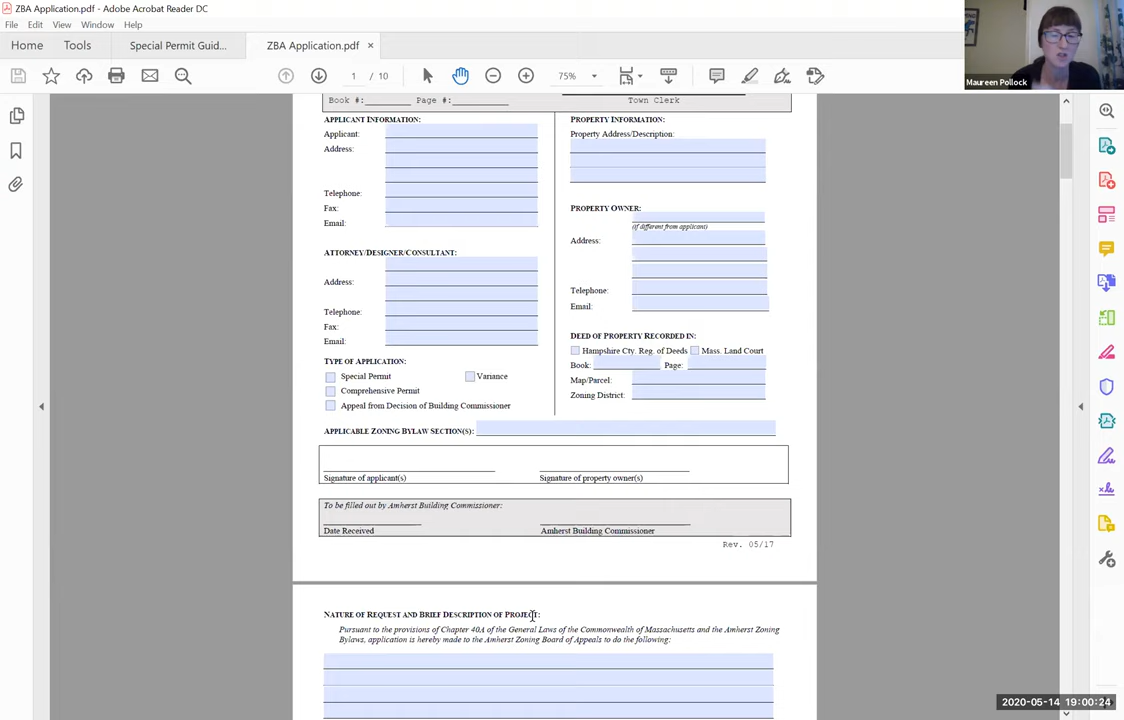 ZBA Application.pdf - Adobe Acrobat Reader DC
File Edit View Window Help
Home Tools Special Permit Guid... ZBA Application.pdf ×
1 / 10 75%
Maureen Pollock
Book #: Page #: Town Clerk
APPLICANT INFORMATION:
Applicant:
Address:
Telephone:
Fax:
Email:
ATTORNEY/DESIGNER/CONSULTANT:
Address:
Telephone:
Fax:
Email:
TYPE OF APPLICATION:
Special Permit Variance
Comprehensive Permit
Appeal from Decision of Building Commissioner
PROPERTY INFORMATION:
Property Address/Description:
PROPERTY OWNER:
(if different from applicant)
Address:
Telephone:
Email:
DEED OF PROPERTY RECORDED IN:
Hampshire Cty. Reg. of Deeds Mass. Land Court
Book: Page:
Map/Parcel:
Zoning District:
APPLICABLE ZONING BYLAW SECTION(S):
Signature of applicant(s) Signature of property owner(s)
To be filled out by Amherst Building Commissioner:
Date Received Amherst Building Commissioner
Rev. 05/17
NATURE OF REQUEST AND BRIEF DESCRIPTION OF PROJECT:
Pursuant to the provisions of Chapter 40A of the General Laws of the Commonwealth of Massachusetts and the Amherst Zoning
Bylaws, application is hereby made to the Amherst Zoning Board of Appeals to do the following:
2020-05-14 19:00:24